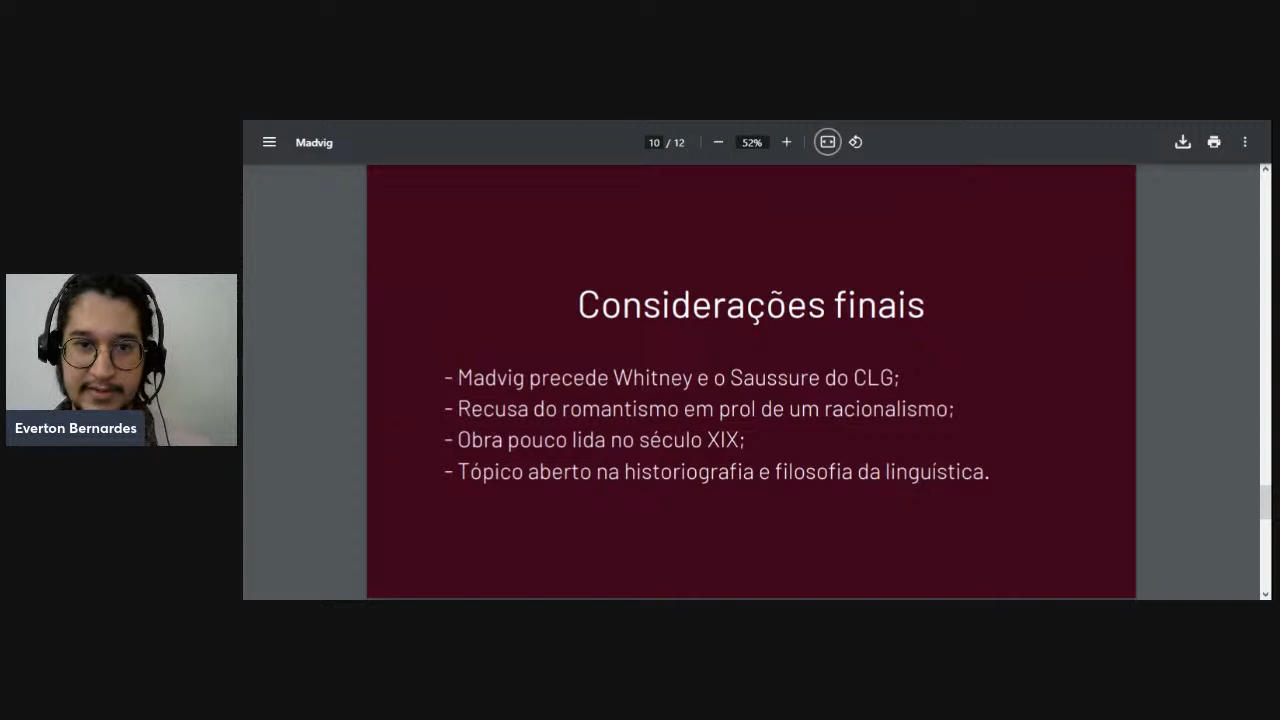 Madvig
10 / 12
52%
Considerações finais
- Madvig precede Whitney e o Saussure do CLG;
- Recusa do romantismo em prol de um racionalismo;
- Obra pouco lida no século XIX;
- Tópico aberto na historiografia e filosofia da linguística.
Everton Bernardes